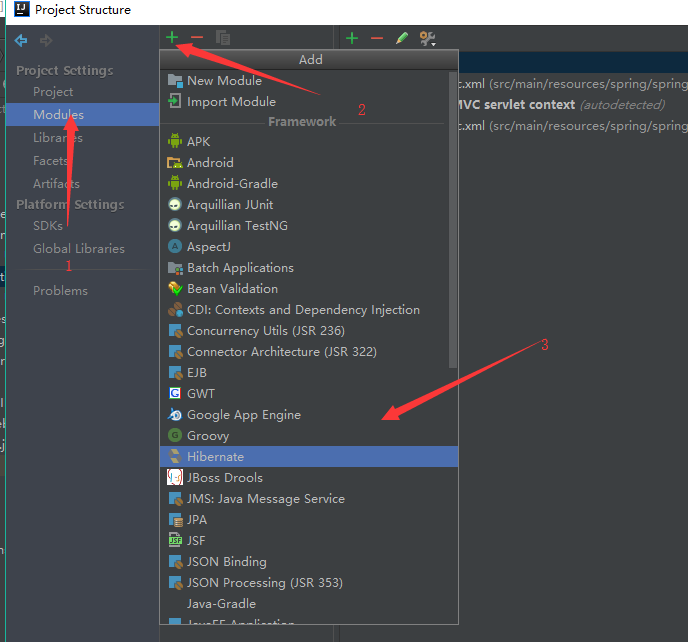 Project Structure
Project Settings
Project
Modules
Libraries
Facets
Artifacts
Platform Settings
SDKs
Global Libraries
Problems
1
Add
New Module
Import Module
2
Framework
APK
Android
Android-Gradle
Arquillian JUnit
Arquillian TestNG
AspectJ
Batch Applications
Bean Validation
CDI: Contexts and Dependency Injection
Concurrency Utils (JSR 236)
Connector Architecture (JSR 322)
EJB
GWT
Google App Engine
Groovy
Hibernate
JBoss Drools
JMS: Java Message Service
JPA
JSF
JSON Binding
JSON Processing (JSR 353)
Java-Gradle
JavaEE Application
3
c.xml (src/main/resources/spring/spring
MVC servlet context (autodetected)
c.xml (src/main/resources/spring/spring